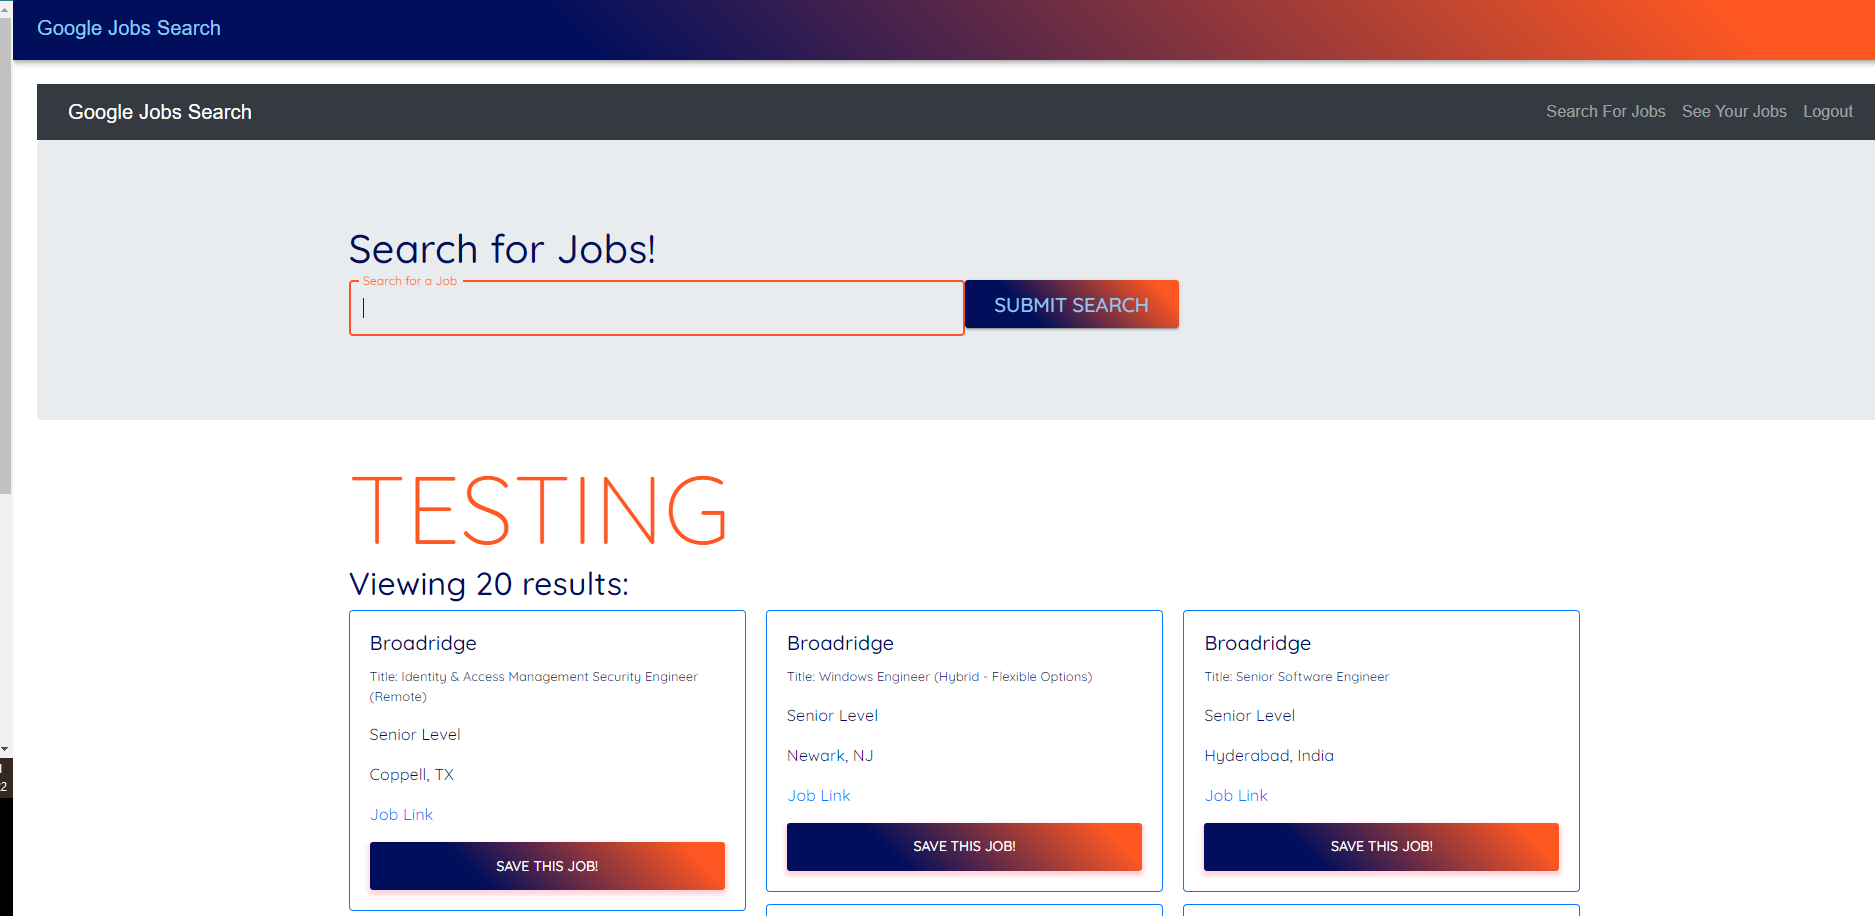 Google Jobs Search
Google Jobs Search
Search For Jobs See Your Jobs Logout
Search for Jobs!
Search for a Job
SUBMIT SEARCH
TESTING
Viewing 20 results:
Broadridge
Title: Identity & Access Management Security Engineer
(Remote)
Senior Level
Coppell, TX
Job Link
SAVE THIS JOB!
Broadridge
Title: Windows Engineer (Hybrid - Flexible Options)
Senior Level
Newark, NJ
Job Link
SAVE THIS JOB!
Broadridge
Title: Senior Software Engineer
Senior Level
Hyderabad, India
Job Link
SAVE THIS JOB!